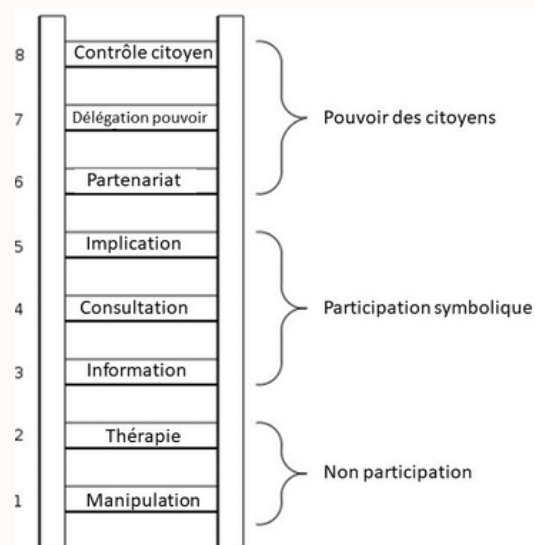 8 Contrôle citoyen
7 Délégation pouvoir
Pouvoir des citoyens
6 Partenariat
5 Implication
4 Consultation
Participation symbolique
3 Information
2 Thérapie
Non participation
1 Manipulation